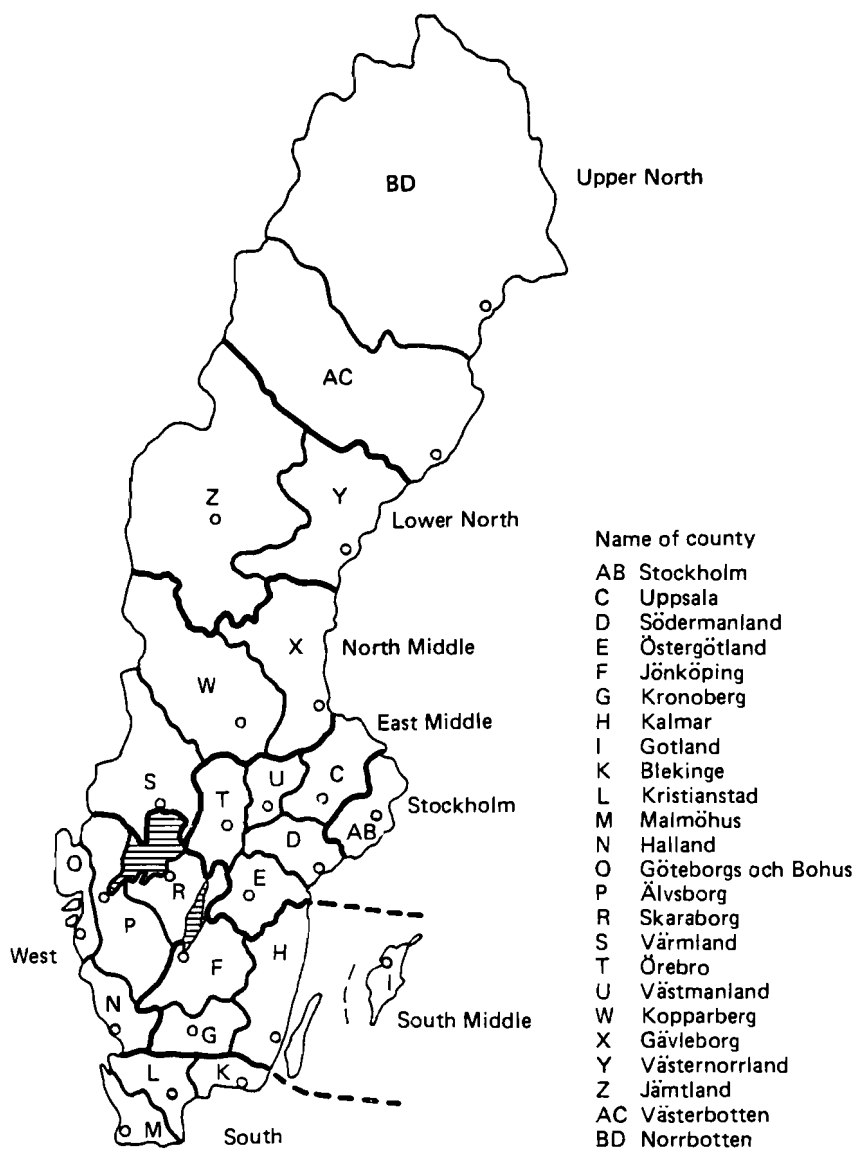 BD
Upper North
AC
Z
Y
Lower North
X
North Middle
W
East Middle
S
T
U
C
Stockholm
AB
D
O
R
E
P
West
F
H
I
N
G
South Middle
L
K
M
South
Name of county
AB Stockholm
C Uppsala
D Södermanland
E Östergötland
F Jönköping
G Kronoberg
H Kalmar
I Gotland
K Blekinge
L Kristianstad
M Malmöhus
N Halland
O Göteborgs och Bohus
P Älvsborg
R Skaraborg
S Värmland
T Örebro
U Västmanland
W Kopparberg
X Gävleborg
Y Västernorrland
Z Jämtland
AC Västerbotten
BD Norrbotten